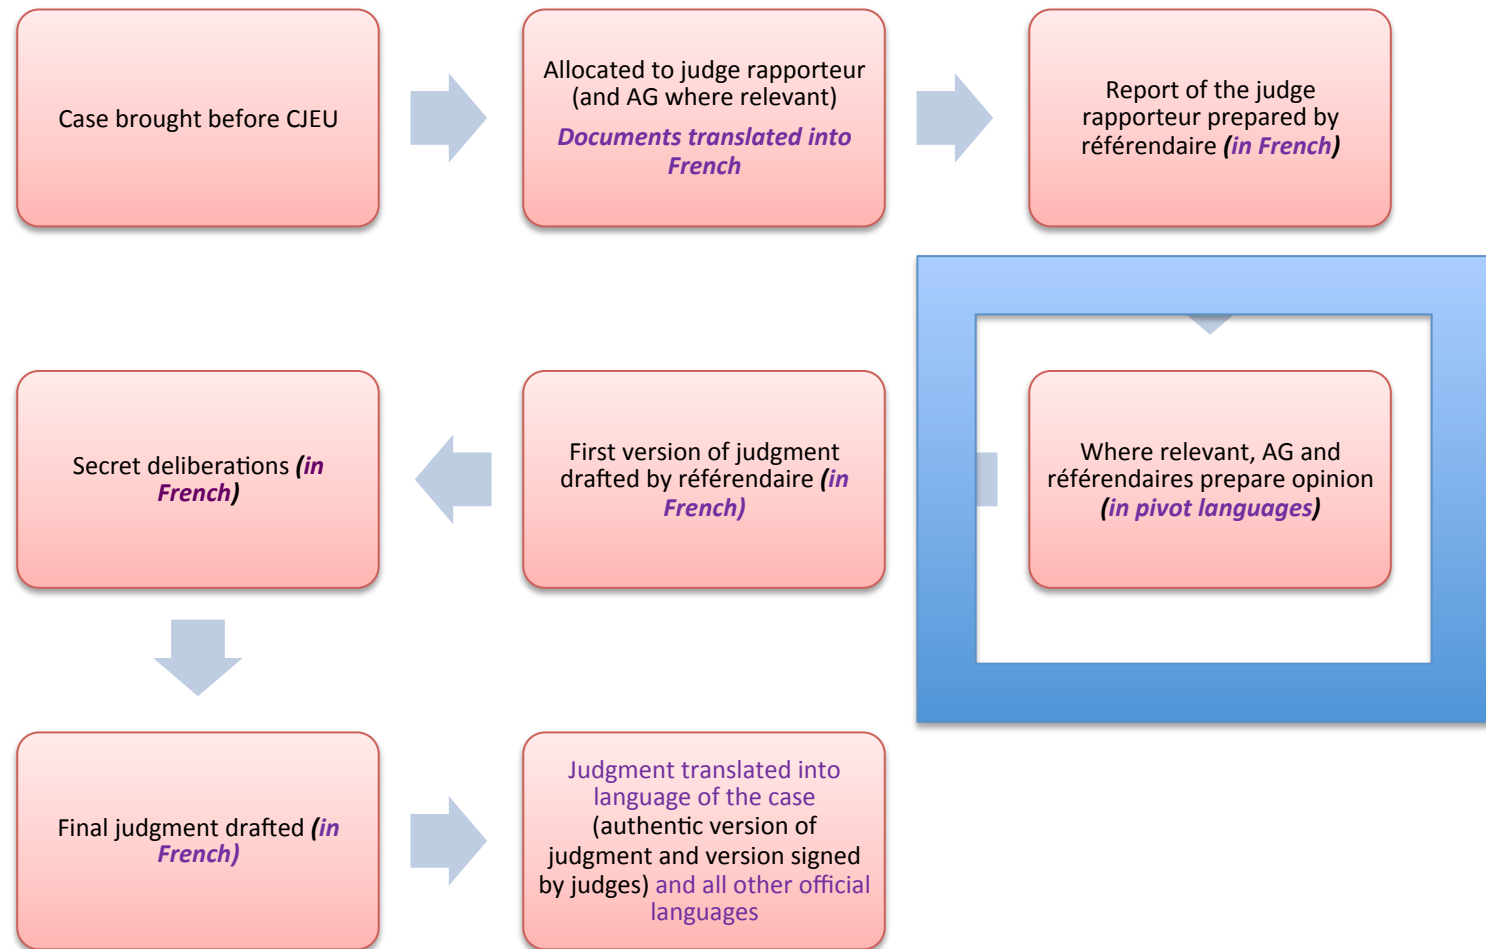 Case brought before CJEU
Allocated to judge rapporteur
(and AG where relevant)
Documents translated into
French
Report of the judge
rapporteur prepared by
référendaire (in French)
Where relevant, AG and
référendaires prepare opinion
(in pivot languages)
First version of judgment
drafted by référendaire (in
French)
Secret deliberations (in
French)
Final judgment drafted (in
French)
Judgment translated into
language of the case
(authentic version of
judgment and version signed
by judges) and all other official
languages